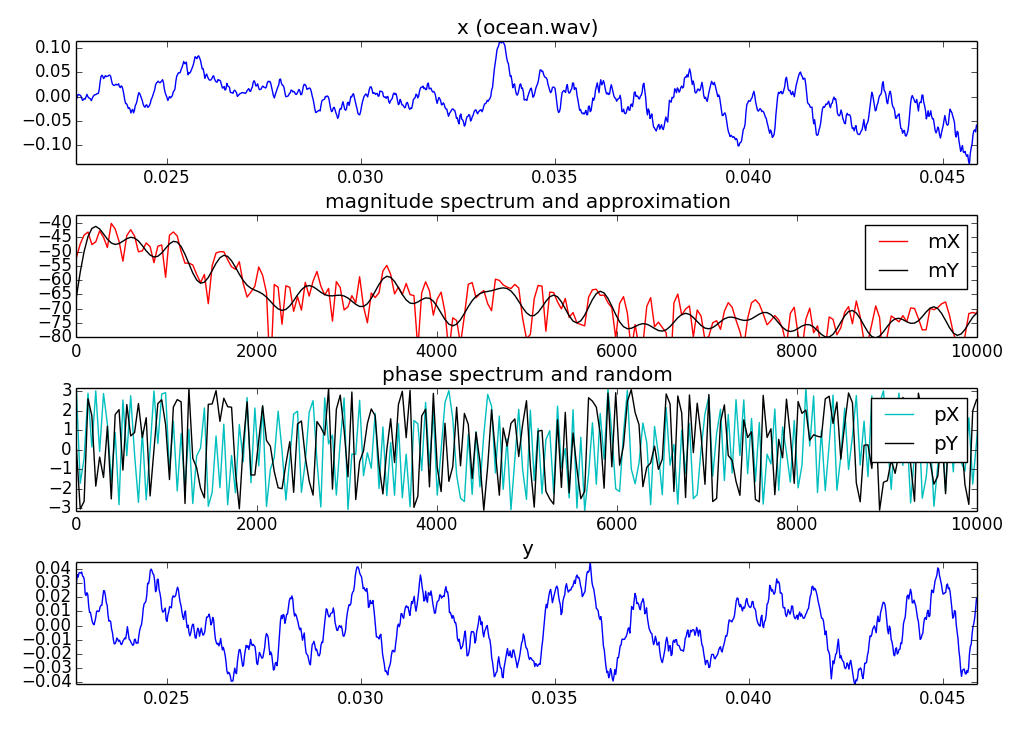 x (ocean.wav)
0.10
0.05
0.00
−0.05
−0.10
0.025 0.030 0.035 0.040 0.045
magnitude spectrum and approximation
−40
−45
−50
−55
−60
−65
−70
−75
−80
mX
mY
0 2000 4000 6000 8000 10000
phase spectrum and random
3
2
1
0
−1
−2
−3
pX
pY
0 2000 4000 6000 8000 10000
y
0.04
0.03
0.02
0.01
0.00
−0.01
−0.02
−0.03
−0.04
0.025 0.030 0.035 0.040 0.045